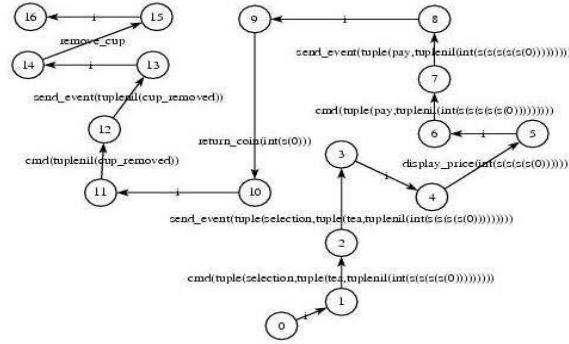 16
i
15
9
i
8
remove_cup
14
i
13
send_event(tuple(pay,tuplenil(int(s(s(s(s(s(0))))))))
7
send_event(tuplenil(cup_removed))
cmd(tuple(pay,tuplenil(int(s(s(s(s(s(0)))))))))
12
return_coin(int(s(0)))
6
i
5
3
cmd(tuplenil(cup_removed))
i
display_price(int(s(s(s(s(0))))))
11
i
10
4
send_event(tuple(selection,tuple(tea,tuplenil(int(s(s(s(s(0)))))))))
2
cmd(tuple(selection,tuple(tea,tuplenil(int(s(s(s(s(0)))))))))
1
i
0